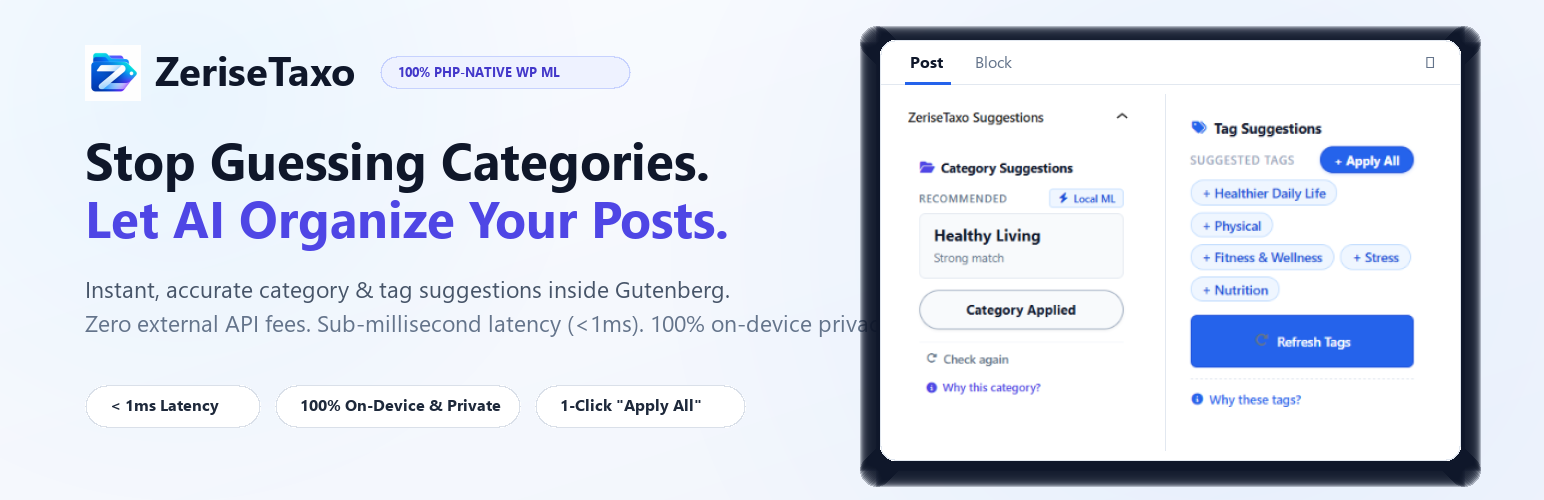 ZeriseTaxo
100% PHP-NATIVE WP ML
Stop Guessing Categories.
Let AI Organize Your Posts.
Instant, accurate category & tag suggestions inside Gutenberg.
Zero external API fees. Sub-millisecond latency (<1ms). 100% on-device
< 1ms Latency
100% On-Device & Private
1-Click "Apply All"
Post
Block
ZeriseTaxo Suggestions
Category Suggestions
RECOMMENDED
Local ML
Healthy Living
Strong match
Category Applied
Check again
Why this category?
Tag Suggestions
SUGGESTED TAGS
+ Apply All
+ Healthier Daily Life
+ Physical
+ Fitness & Wellness
+ Stress
+ Nutrition
Refresh Tags
Why these tags?